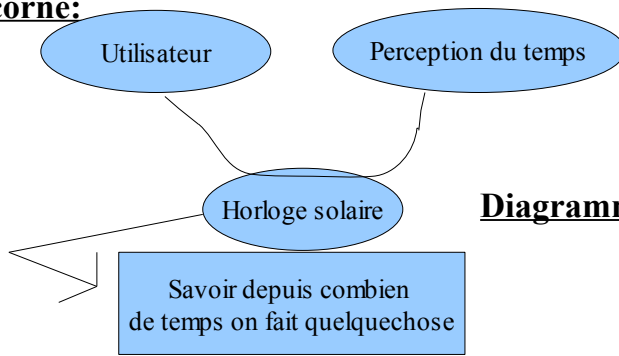 corne:
Utilisateur
Perception du temps
Horloge solaire
Diagramm
Savoir depuis combien
de temps on fait quelquechose